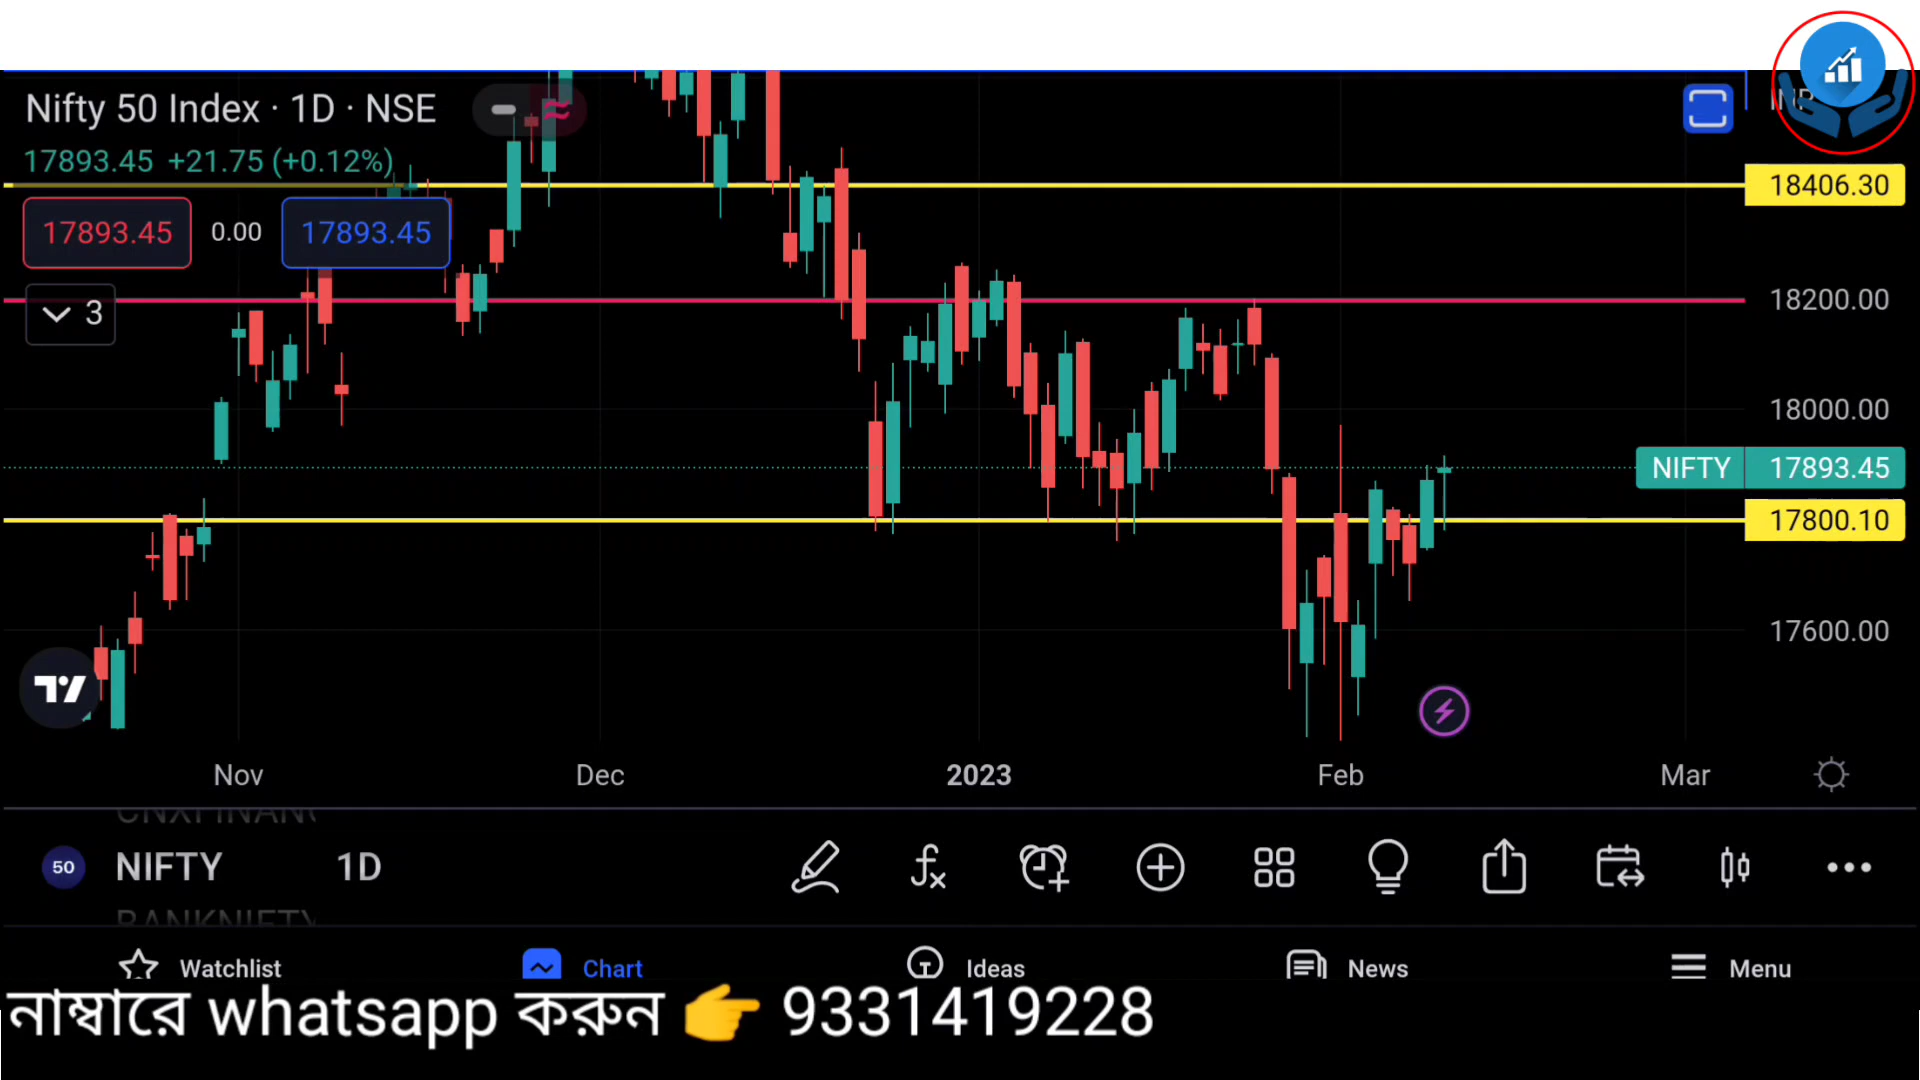 Nifty 50 Index · 1D · NSE
17893.45 +21.75 (+0.12%)
18406.30
17893.45 0.00 17893.45
18200.00
3
18000.00
NIFTY 17893.45
17800.10
17600.00
Nov Dec 2023 Feb Mar
50 NIFTY 1D
BANKNIFTY
Watchlist Chart Ideas News Menu
নাম্বারে whatsapp করুন 👉 9331419228